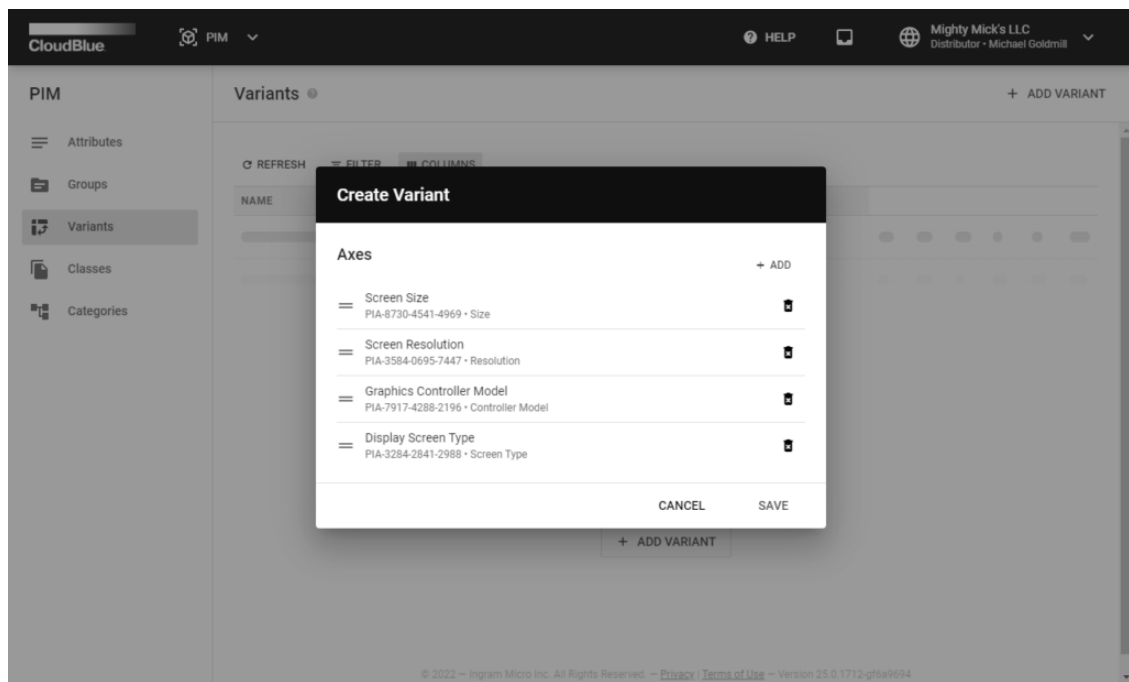 CloudBlue
PIM
HELP
Mighty Mick's LLC
Distributor • Michael Goldmill
PIM
Variants
+ ADD VARIANT
Attributes
Groups
Variants
Classes
Categories
REFRESH
FILTER
COLUMNS
NAME
Create Variant
Axes
+ ADD
Screen Size
PIA-8730-4541-4969 • Size
Screen Resolution
PIA-3584-0695-7447 • Resolution
Graphics Controller Model
PIA-7917-4288-2196 • Controller Model
Display Screen Type
PIA-3284-2841-2988 • Screen Type
CANCEL
SAVE
+ ADD VARIANT
© 2022 — Ingram Micro Inc. All Rights Reserved. — Privacy | Terms of Use — Version 25.0.1712-gf6a9694